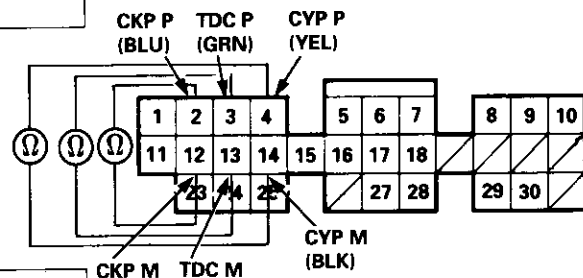 CKP P TDC P CYP P
(BLU) (GRN) (YEL)
1 2 3 4 5 6 7 8 9 10
Ω Ω Ω 11 12 13 14 15 16 17 18
23 27 28 29 30
CYP M
CKP M TDC M (BLK)